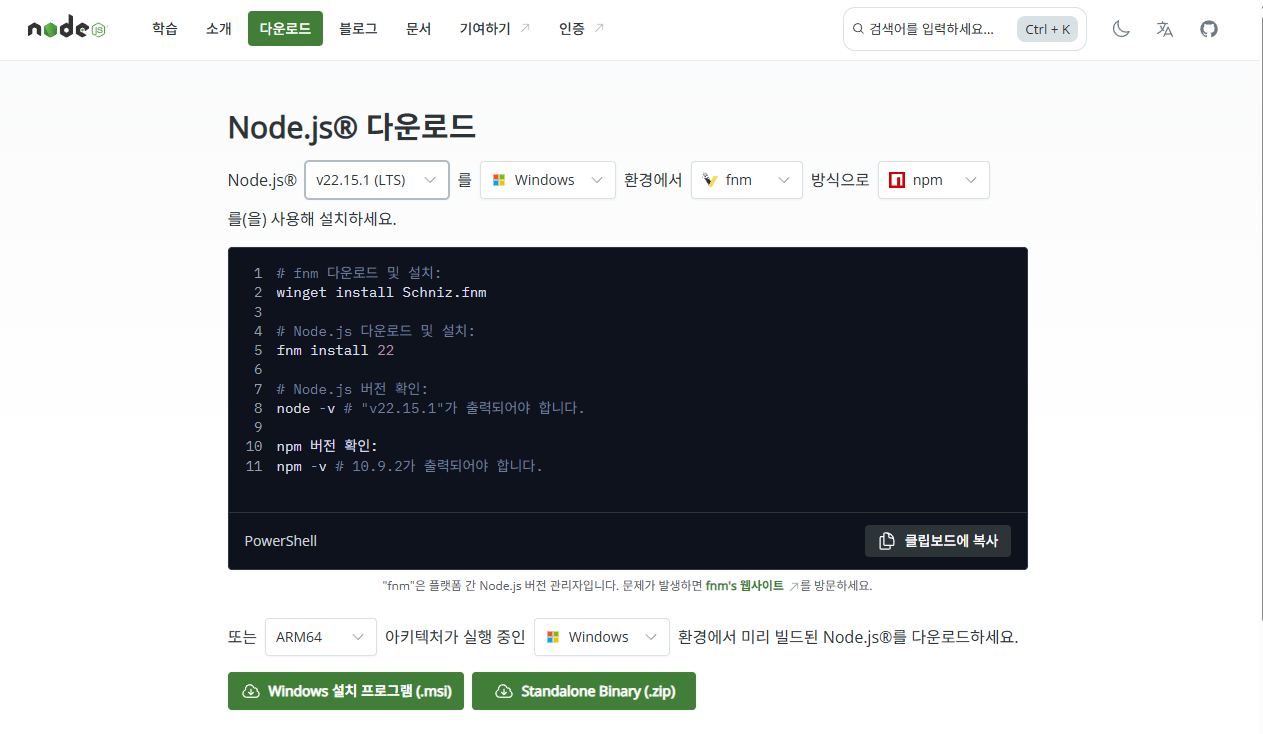 node js
학습 소개 다운로드 블로그 문서 기여하기 인증 검색어를 입력하세요... Ctrl + K
Node.js® 다운로드
Node.js® v22.15.1 (LTS) 를 Windows 환경에서 fnm 방식으로 npm
를(을) 사용해 설치하세요.
1 # fnm 다운로드 및 설치:
2 winget install Schniz.fnm
3
4 # Node.js 다운로드 및 설치:
5 fnm install 22
6
7 # Node.js 버전 확인:
8 node -v # "v22.15.1"가 출력되어야 합니다.
9
10 npm 버전 확인:
11 npm -v # 10.9.2가 출력되어야 합니다.
PowerShell 클립보드에 복사
"fnm"은 플랫폼 간 Node.js 버전 관리자입니다. 문제가 발생하면 fnm's 웹사이트 를 방문하세요.
또는 ARM64 아키텍처가 실행 중인 Windows 환경에서 미리 빌드된 Node.js®를 다운로드하세요.
Windows 설치 프로그램 (.msi) Standalone Binary (.zip)